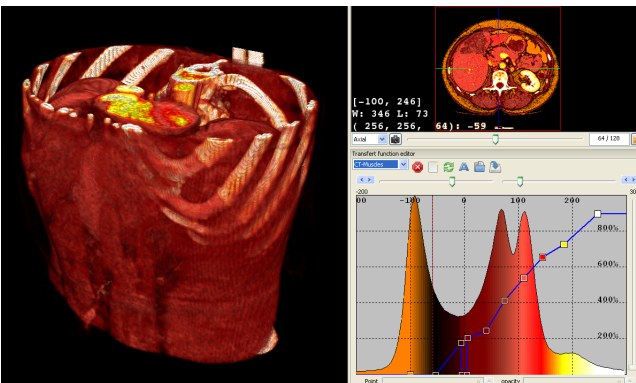 [-100, 246]
W: 346 L: 73
( 256, 256, 64): -59
Axial
64 / 128
Transfert function editor
CT-Muscles
-200
00 -100 0 100 200
800%
600%
400%
200%
Point
opacity